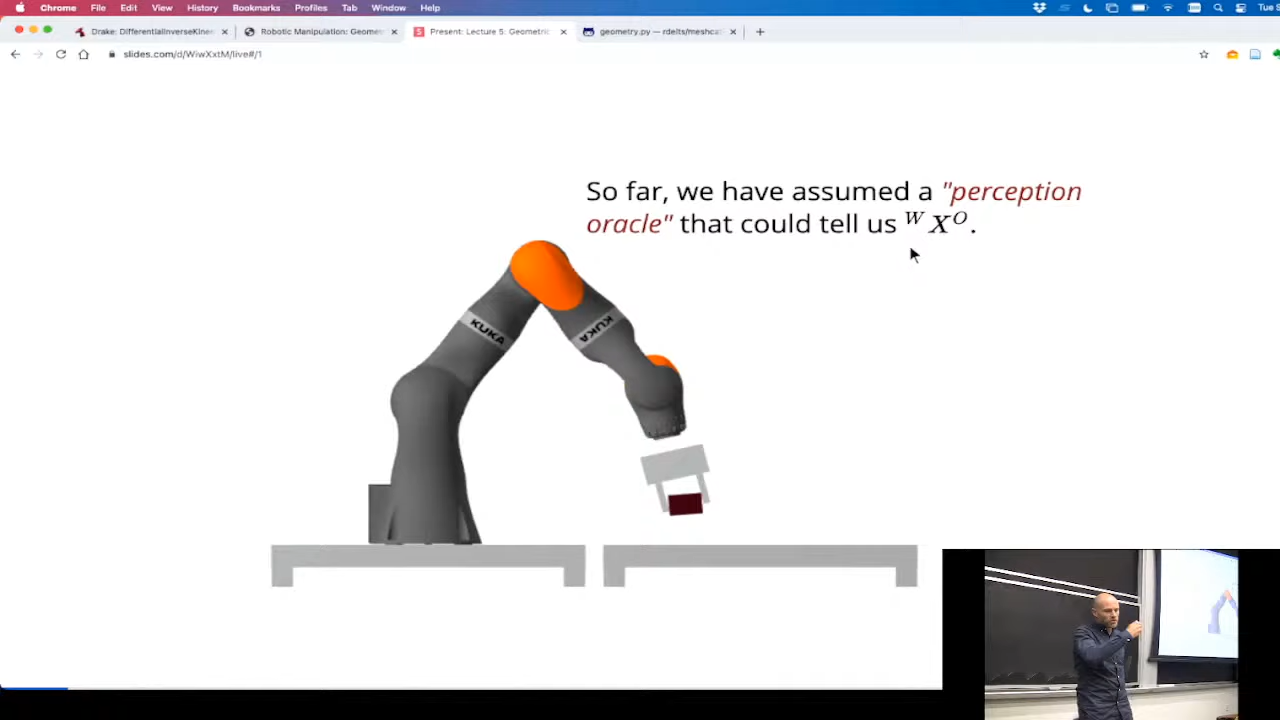 Chrome File Edit View History Bookmarks Profiles Tab Window Help
Drake: DifferentialInverseKine
Robotic Manipulation: Geomet
Present: Lecture 5: Geometric
geometry.py — rdeits/meshca
slides.com/d/WiwXxtM/live#/1
So far, we have assumed a "perception
oracle" that could tell us ᵂXᴼ.
KUKA
KUKA